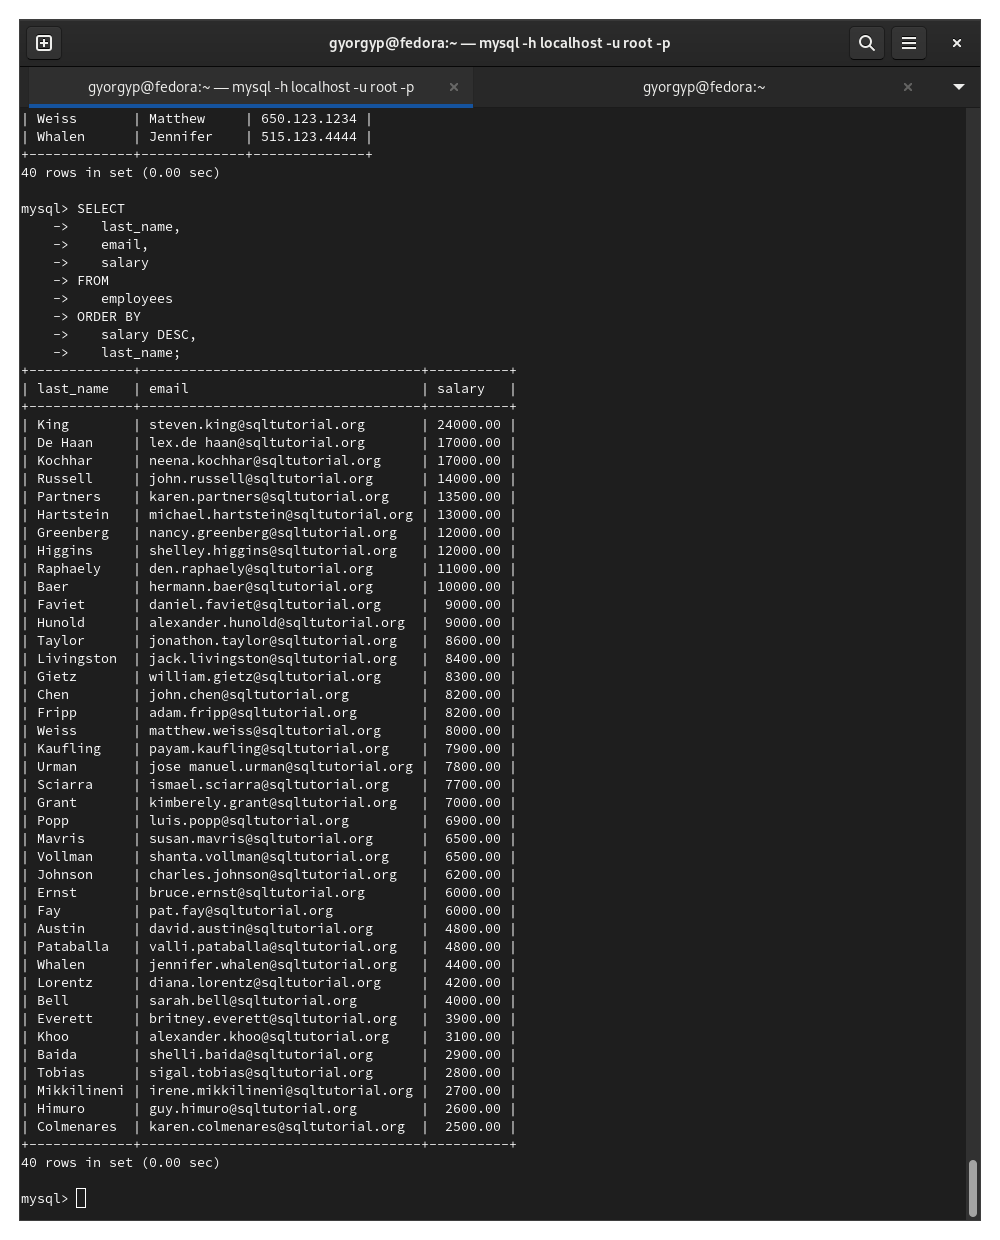 gyorgyp@fedora:~ — mysql -h localhost -u root -p
gyorgyp@fedora:~ — mysql -h localhost -u root -p
gyorgyp@fedora:~
| Weiss       | Matthew     | 650.123.1234 |
| Whalen      | Jennifer    | 515.123.4444 |
+-------------+-------------+--------------+
40 rows in set (0.00 sec)
mysql> SELECT
    ->    last_name,
    ->    email,
    ->    salary
    -> FROM
    ->    employees
    -> ORDER BY
    ->    salary DESC,
    ->    last_name;
+-------------+-----------------------------------+----------+
| last_name   | email                             | salary   |
+-------------+-----------------------------------+----------+
| King        | steven.king@sqltutorial.org       | 24000.00 |
| De Haan     | lex.de haan@sqltutorial.org       | 17000.00 |
| Kochhar     | neena.kochhar@sqltutorial.org     | 17000.00 |
| Russell     | john.russell@sqltutorial.org      | 14000.00 |
| Partners    | karen.partners@sqltutorial.org    | 13500.00 |
| Hartstein   | michael.hartstein@sqltutorial.org | 13000.00 |
| Greenberg   | nancy.greenberg@sqltutorial.org   | 12000.00 |
| Higgins     | shelley.higgins@sqltutorial.org   | 12000.00 |
| Raphaely    | den.raphaely@sqltutorial.org      | 11000.00 |
| Baer        | hermann.baer@sqltutorial.org      | 10000.00 |
| Faviet      | daniel.faviet@sqltutorial.org     |  9000.00 |
| Hunold      | alexander.hunold@sqltutorial.org  |  9000.00 |
| Taylor      | jonathon.taylor@sqltutorial.org   |  8600.00 |
| Livingston  | jack.livingston@sqltutorial.org   |  8400.00 |
| Gietz       | william.gietz@sqltutorial.org     |  8300.00 |
| Chen        | john.chen@sqltutorial.org         |  8200.00 |
| Fripp       | adam.fripp@sqltutorial.org        |  8200.00 |
| Weiss       | matthew.weiss@sqltutorial.org     |  8000.00 |
| Kaufling    | payam.kaufling@sqltutorial.org    |  7900.00 |
| Urman       | jose manuel.urman@sqltutorial.org |  7800.00 |
| Sciarra     | ismael.sciarra@sqltutorial.org    |  7700.00 |
| Grant       | kimberely.grant@sqltutorial.org   |  7000.00 |
| Popp        | luis.popp@sqltutorial.org         |  6900.00 |
| Mavris      | susan.mavris@sqltutorial.org      |  6500.00 |
| Vollman     | shanta.vollman@sqltutorial.org    |  6500.00 |
| Johnson     | charles.johnson@sqltutorial.org   |  6200.00 |
| Ernst       | bruce.ernst@sqltutorial.org       |  6000.00 |
| Fay         | pat.fay@sqltutorial.org           |  6000.00 |
| Austin      | david.austin@sqltutorial.org      |  4800.00 |
| Pataballa   | valli.pataballa@sqltutorial.org   |  4800.00 |
| Whalen      | jennifer.whalen@sqltutorial.org   |  4400.00 |
| Lorentz     | diana.lorentz@sqltutorial.org     |  4200.00 |
| Bell        | sarah.bell@sqltutorial.org        |  4000.00 |
| Everett     | britney.everett@sqltutorial.org   |  3900.00 |
| Khoo        | alexander.khoo@sqltutorial.org    |  3100.00 |
| Baida       | shelli.baida@sqltutorial.org      |  2900.00 |
| Tobias      | sigal.tobias@sqltutorial.org      |  2800.00 |
| Mikkilineni | irene.mikkilineni@sqltutorial.org |  2700.00 |
| Himuro      | guy.himuro@sqltutorial.org        |  2600.00 |
| Colmenares  | karen.colmenares@sqltutorial.org  |  2500.00 |
+-------------+-----------------------------------+----------+
40 rows in set (0.00 sec)
mysql>